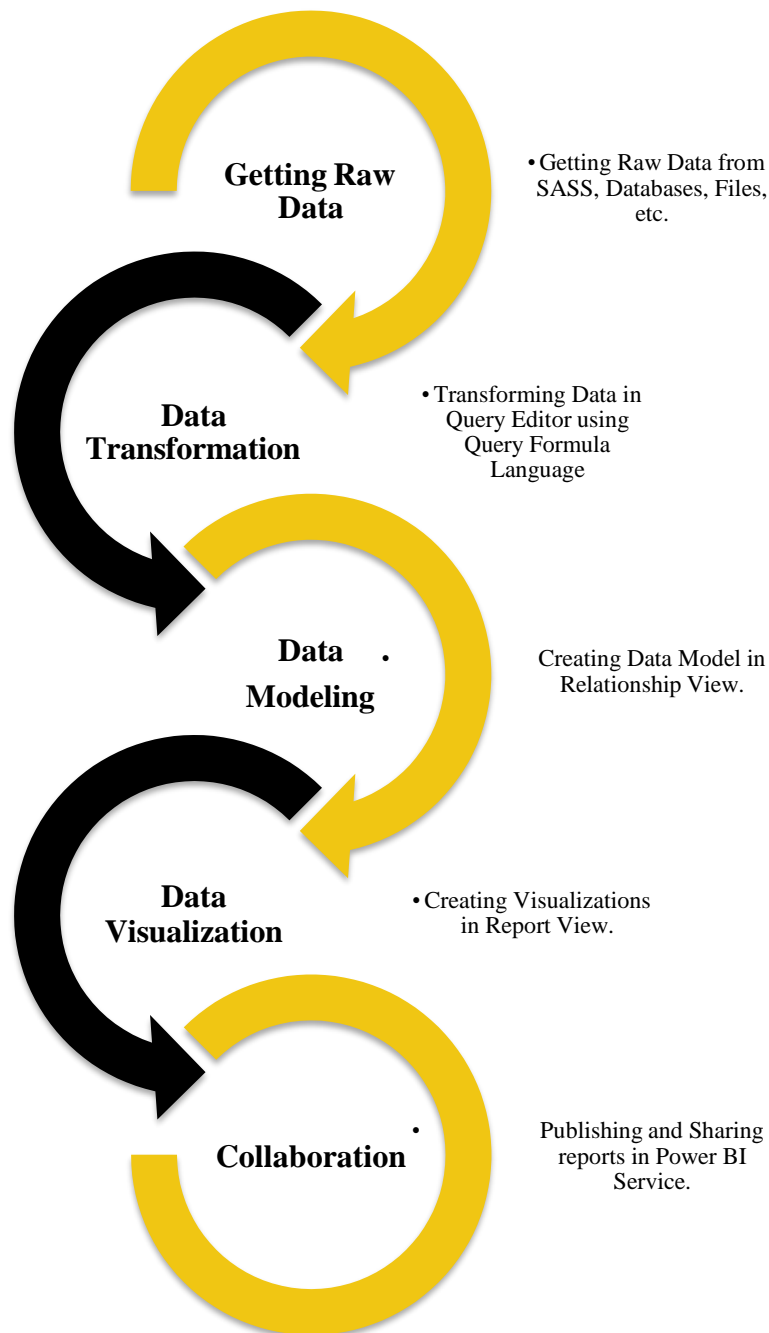 Getting Raw
Data
• Getting Raw Data from
SASS, Databases, Files,
etc.
Data
Transformation
• Transforming Data in
Query Editor using
Query Formula
Language
Data •
Modeling
Creating Data Model in
Relationship View.
Data
Visualization
• Creating Visualizations
in Report View.
Collaboration •
Publishing and Sharing
reports in Power BI
Service.